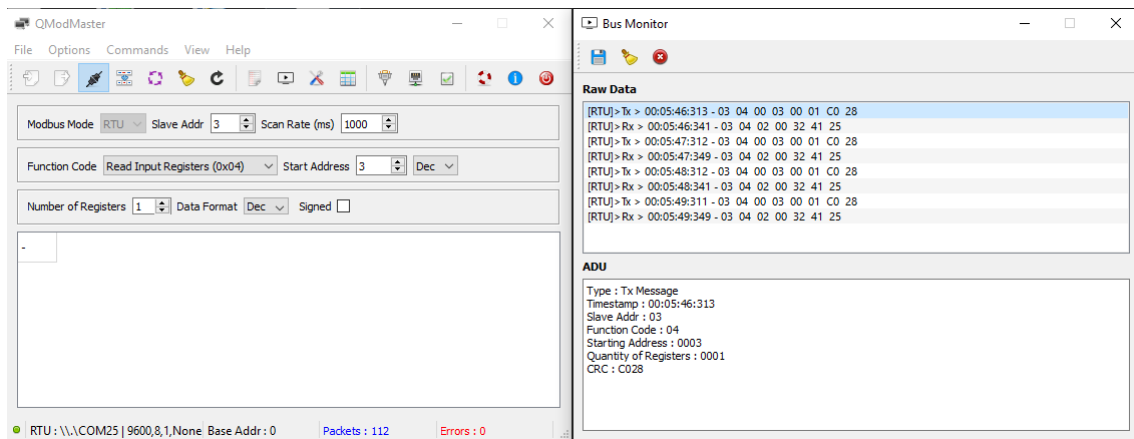 QModMaster
File Options Commands View Help
Modbus Mode RTU Slave Addr 3 Scan Rate (ms) 1000
Function Code Read Input Registers (0x04) Start Address 3 Dec
Number of Registers 1 Data Format Dec Signed
-
RTU : \\.\COM25 | 9600,8,1,None Base Addr : 0 Packets : 112 Errors : 0
Bus Monitor
Raw Data
[RTU]>Tx > 00:05:46:313 - 03 04 00 03 00 01 C0 28
[RTU]>Rx > 00:05:46:341 - 03 04 02 00 32 41 25
[RTU]>Tx > 00:05:47:312 - 03 04 00 03 00 01 C0 28
[RTU]>Rx > 00:05:47:349 - 03 04 02 00 32 41 25
[RTU]>Tx > 00:05:48:312 - 03 04 00 03 00 01 C0 28
[RTU]>Rx > 00:05:48:341 - 03 04 02 00 32 41 25
[RTU]>Tx > 00:05:49:311 - 03 04 00 03 00 01 C0 28
[RTU]>Rx > 00:05:49:349 - 03 04 02 00 32 41 25
ADU
Type : Tx Message
Timestamp : 00:05:46:313
Slave Addr : 03
Function Code : 04
Starting Address : 0003
Quantity of Registers : 0001
CRC : C028